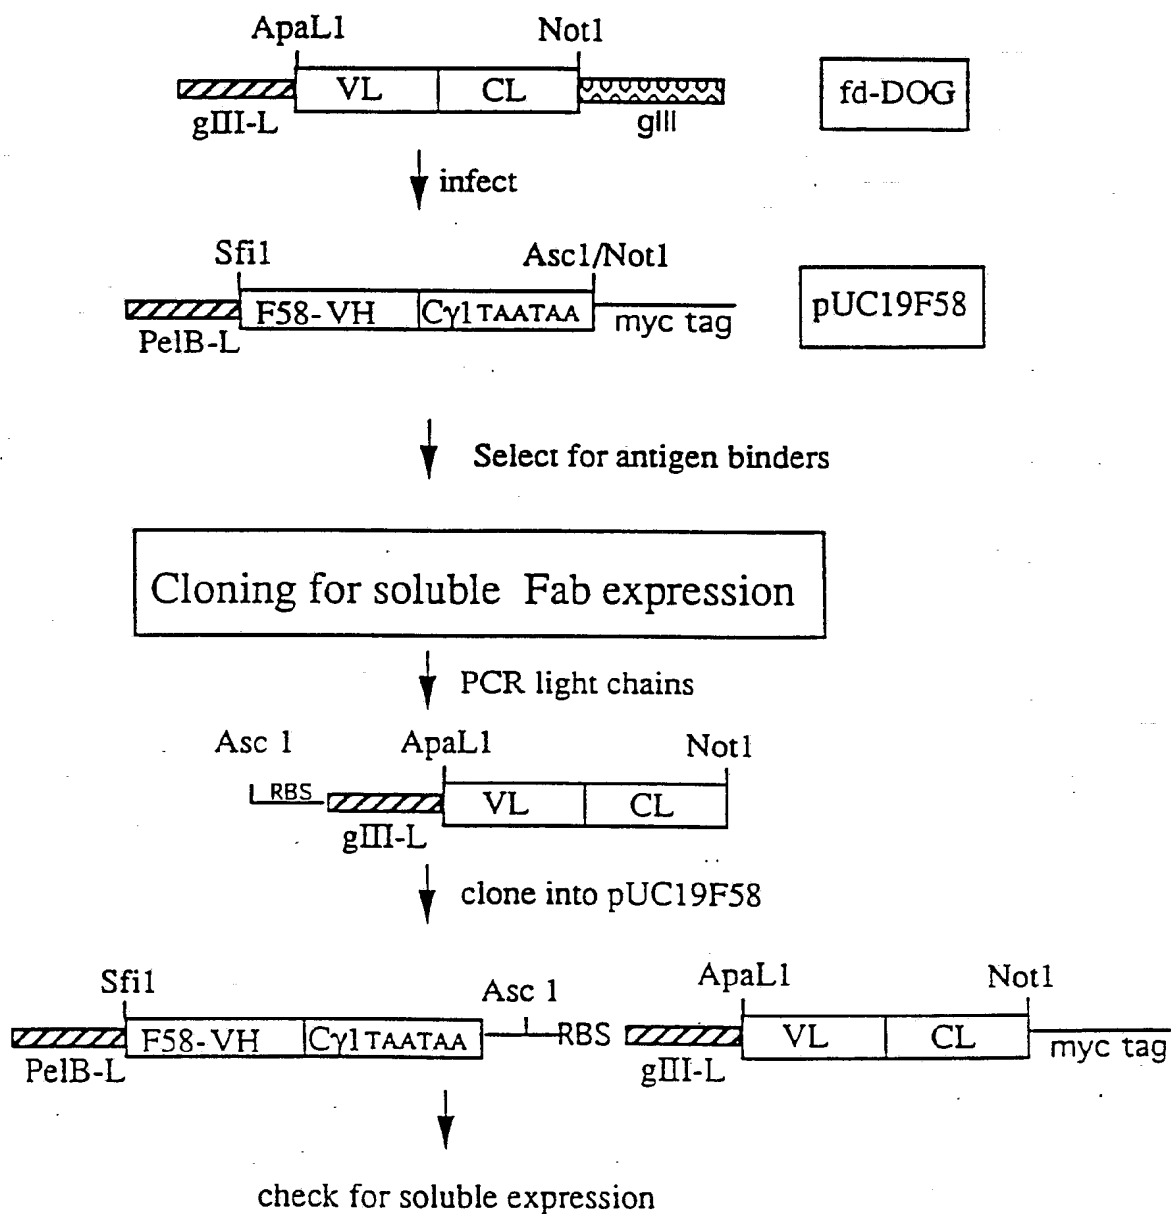 ApaL1 Not1
VL CL
gIII-L gIII
fd-DOG
infect
Sfi1 Asc1/Not1
F58-VH Cγ1 TAATAA
PelB-L myc tag
pUC19F58
Select for antigen binders
Cloning for soluble Fab expression
PCR light chains
Asc 1 ApaL1 Not1
RBS VL CL
gIII-L
clone into pUC19F58
Sfi1 Asc 1 ApaL1 Not1
F58-VH Cγ1 TAATAA RBS VL CL
PelB-L gIII-L myc tag
check for soluble expression